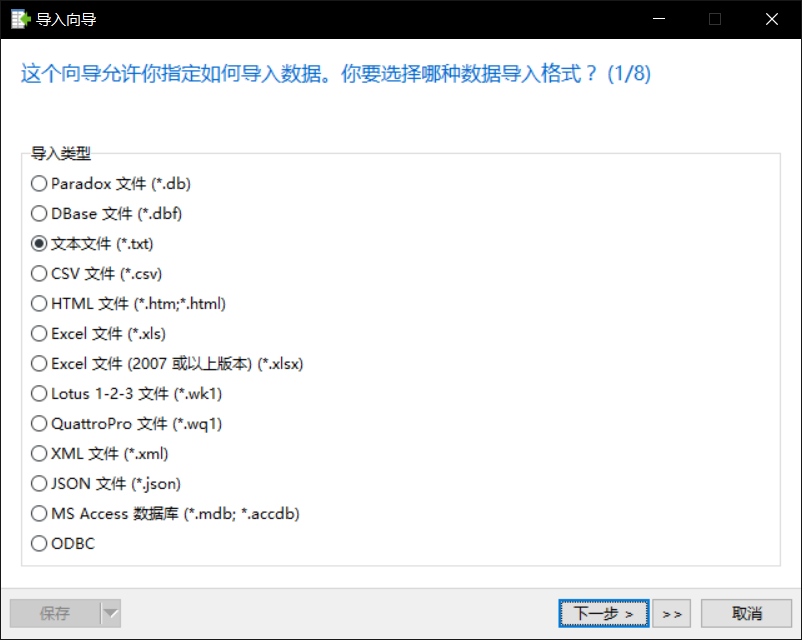 导入向导
这个向导允许你指定如何导入数据。你要选择哪种数据导入格式？ (1/8)
导入类型
Paradox 文件 (*.db)
DBase 文件 (*.dbf)
文本文件 (*.txt)
CSV 文件 (*.csv)
HTML 文件 (*.htm;*.html)
Excel 文件 (*.xls)
Excel 文件 (2007 或以上版本) (*.xlsx)
Lotus 1-2-3 文件 (*.wk1)
QuattroPro 文件 (*.wq1)
XML 文件 (*.xml)
JSON 文件 (*.json)
MS Access 数据库 (*.mdb; *.accdb)
ODBC
保存 下一步 > >> 取消